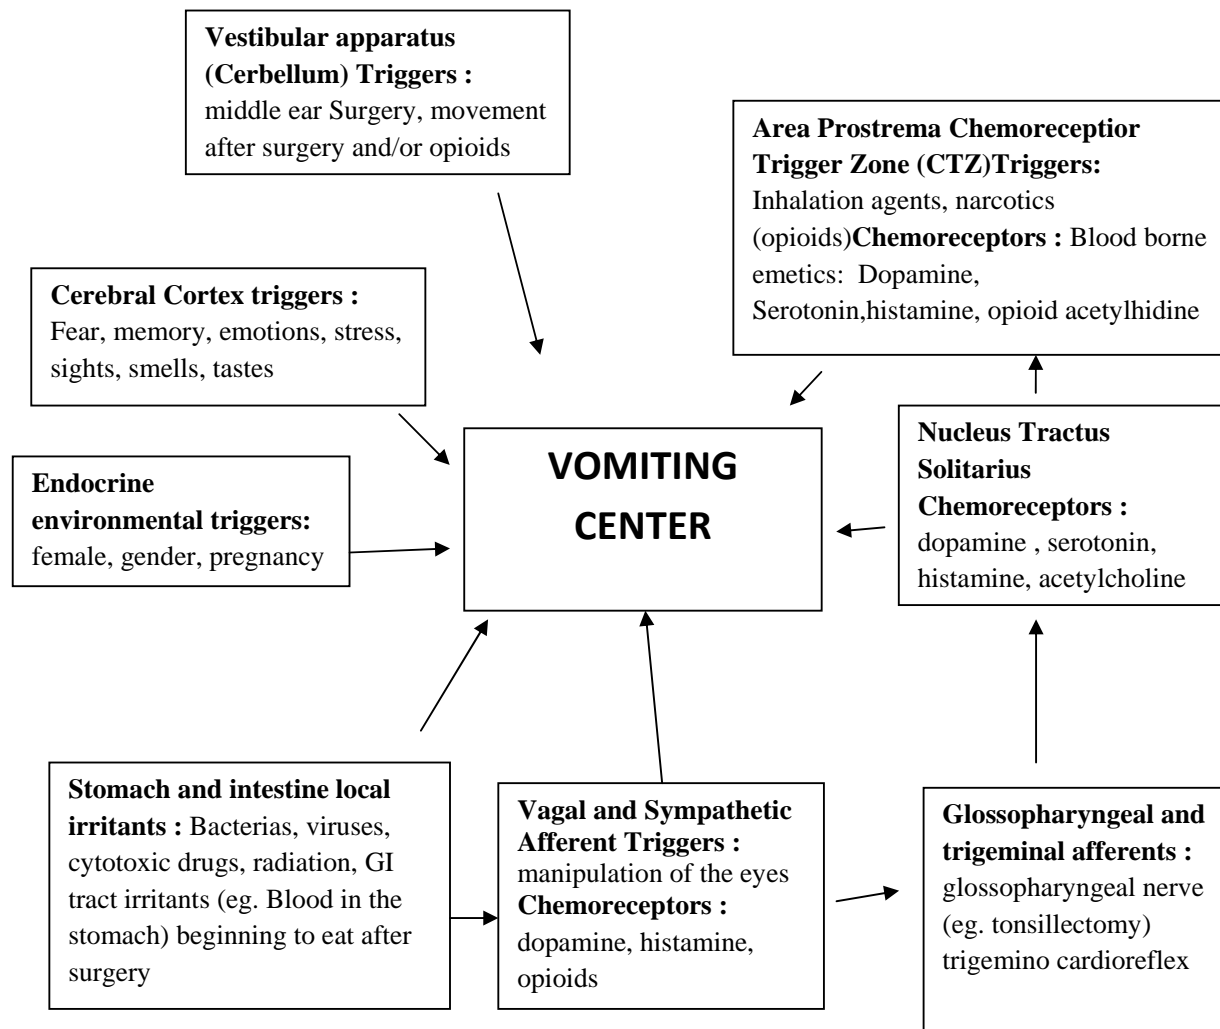 Vestibular apparatus
(Cerbellum) Triggers :
middle ear Surgery, movement
after surgery and/or opioids
Area Prostrema Chemoreceptior
Trigger Zone (CTZ)Triggers:
Inhalation agents, narcotics
(opioids)Chemoreceptors : Blood borne
emetics:  Dopamine,
Serotonin,histamine, opioid acetylhidine
Cerebral Cortex triggers :
Fear, memory, emotions, stress,
sights, smells, tastes
VOMITING
CENTER
Nucleus Tractus
Solitarius
Chemoreceptors :
dopamine , serotonin,
histamine, acetylcholine
Endocrine
environmental triggers:
female, gender, pregnancy
Stomach and intestine local
irritants : Bacterias, viruses,
cytotoxic drugs, radiation, GI
tract irritants (eg. Blood in the
stomach) beginning to eat after
surgery
Vagal and Sympathetic
Afferent Triggers :
manipulation of the eyes
Chemoreceptors :
dopamine, histamine,
opioids
Glossopharyngeal and
trigeminal afferents :
glossopharyngeal nerve
(eg. tonsillectomy)
trigemino cardioreflex